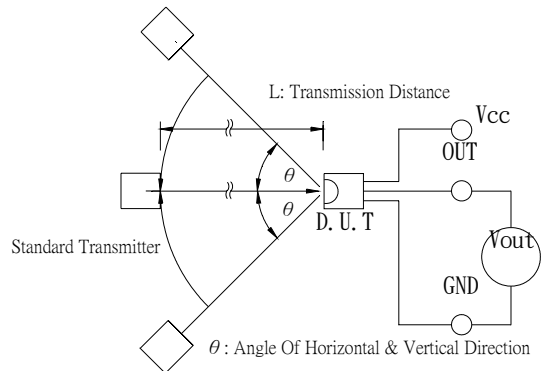 L: Transmission Distance
Vcc
OUT
θ
θ
D.U.T
Standard Transmitter
Vout
GND
θ : Angle Of Horizontal & Vertical Direction